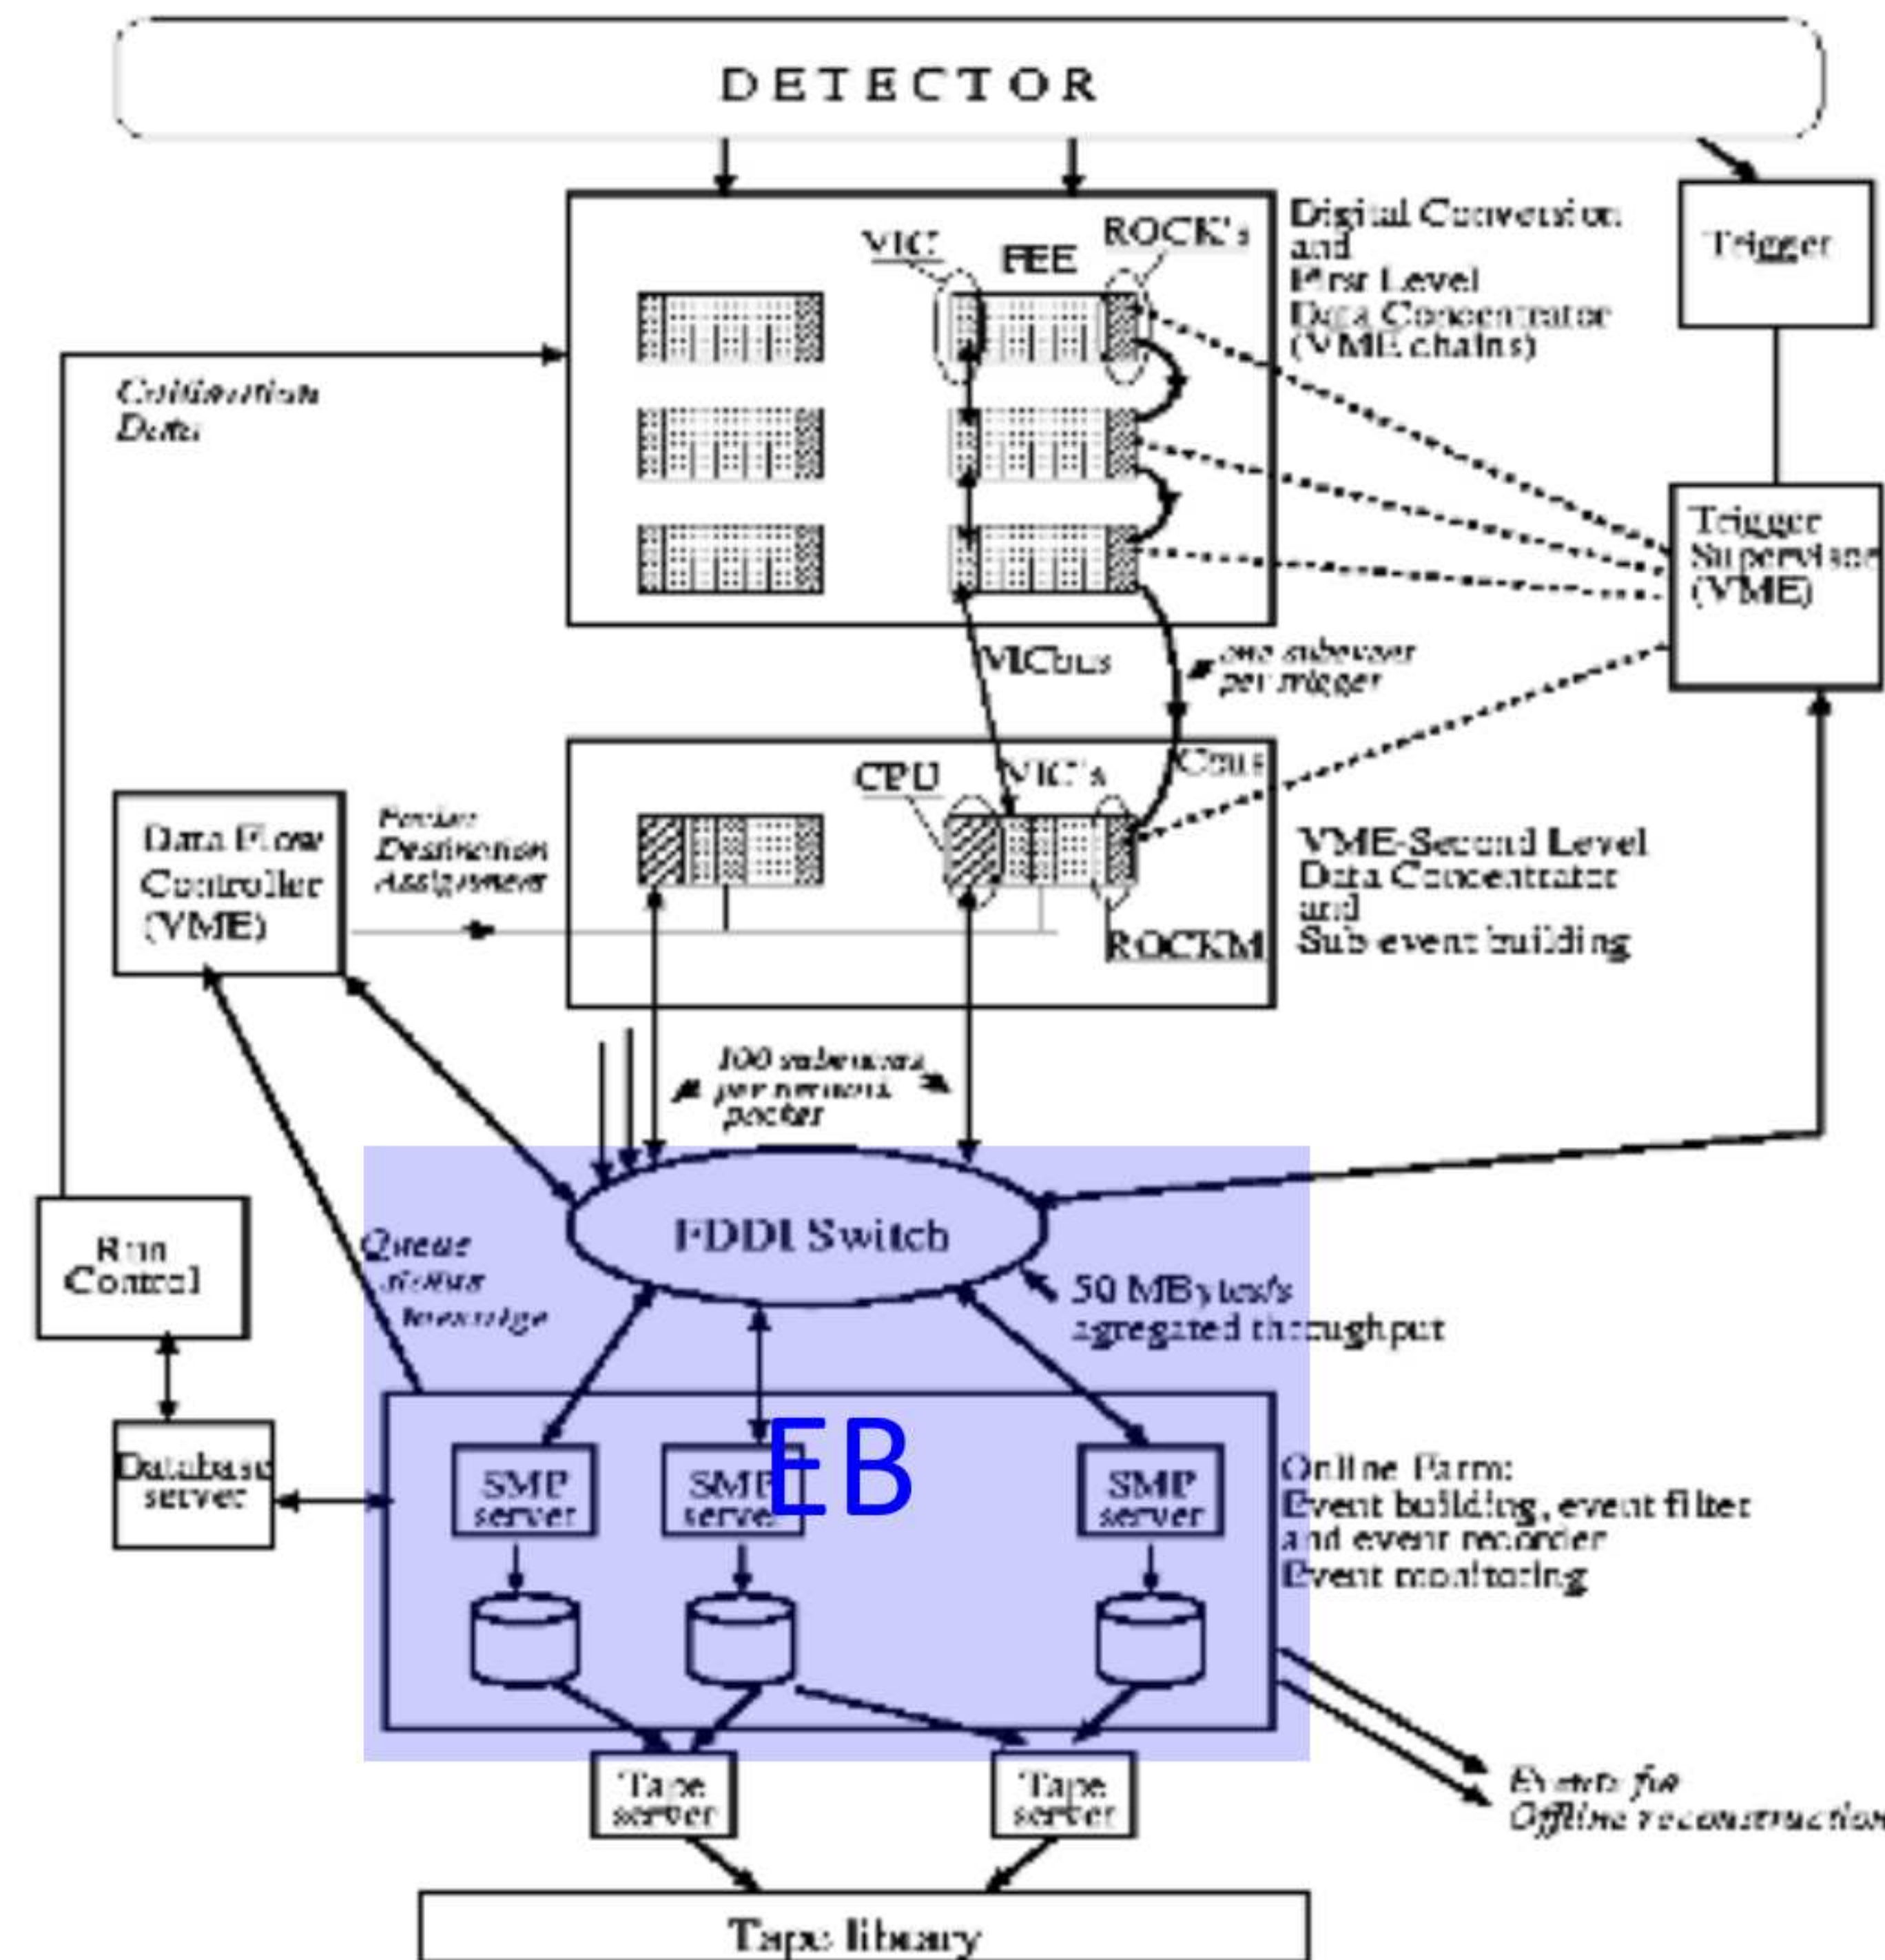 DETECTOR
VIC
FEE
ROCK's
Digital Conversion
and
First Level
Data Concentrator
(VME chains)
Trigger
Calibration
Data
Trigger
Supervisor
(VME)
VICbus
one subevent
per trigger
CPU
VIC's
Cbus
Data Flow
Controller
(VME)
Packet
Destination
Assignment
VME-Second Level
Data Concentrator
and
Sub event building
ROCKM
100 subevents
per network
packet
FDDI Switch
Run
Control
Queue
status
message
50 MBytes/s
agregated throughput
EB
Database
server
SMP
server
SMP
server
SMP
server
Online Farm:
Event building, event filter
and event recorder
Event monitoring
Tape
server
Tape
server
Events for
Offline reconstruction
Tape library